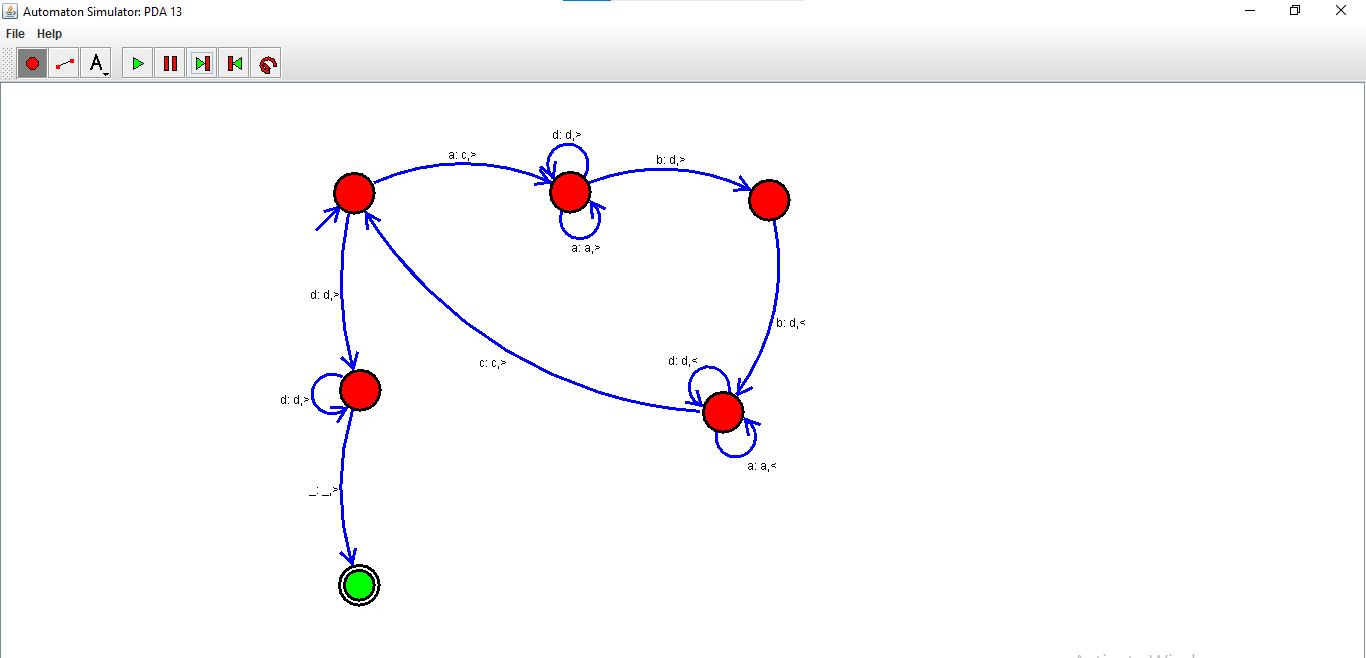 Automaton Simulator: PDA 13
File Help
A
d: d,>
a: c,>
b: d,>
a: a,>
d: d,>
b: d,<
c: c,>
d: d,<
d: d,>
a: a,<
_: _,>